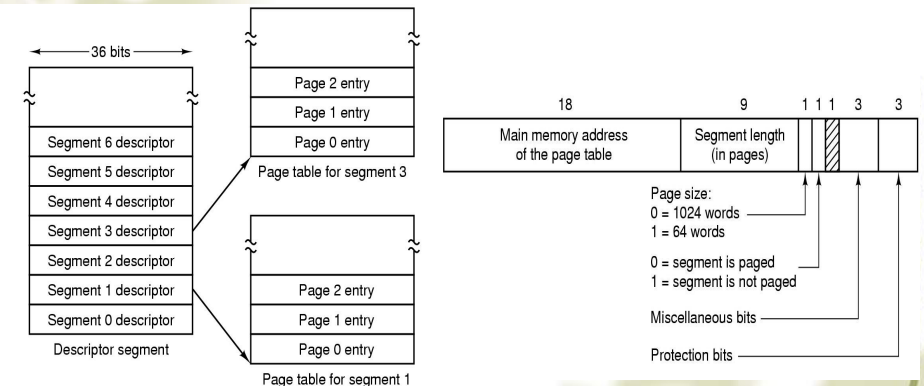 36 bits
Segment 6 descriptor
Segment 5 descriptor
Segment 4 descriptor
Segment 3 descriptor
Segment 2 descriptor
Segment 1 descriptor
Segment 0 descriptor
Descriptor segment
Page 2 entry
Page 1 entry
Page 0 entry
Page table for segment 3
Page 2 entry
Page 1 entry
Page 0 entry
Page table for segment 1
18 9 1 1 1 3 3
Main memory address
of the page table
Segment length
(in pages)
Page size:
0 = 1024 words
1 = 64 words
0 = segment is paged
1 = segment is not paged
Miscellaneous bits
Protection bits